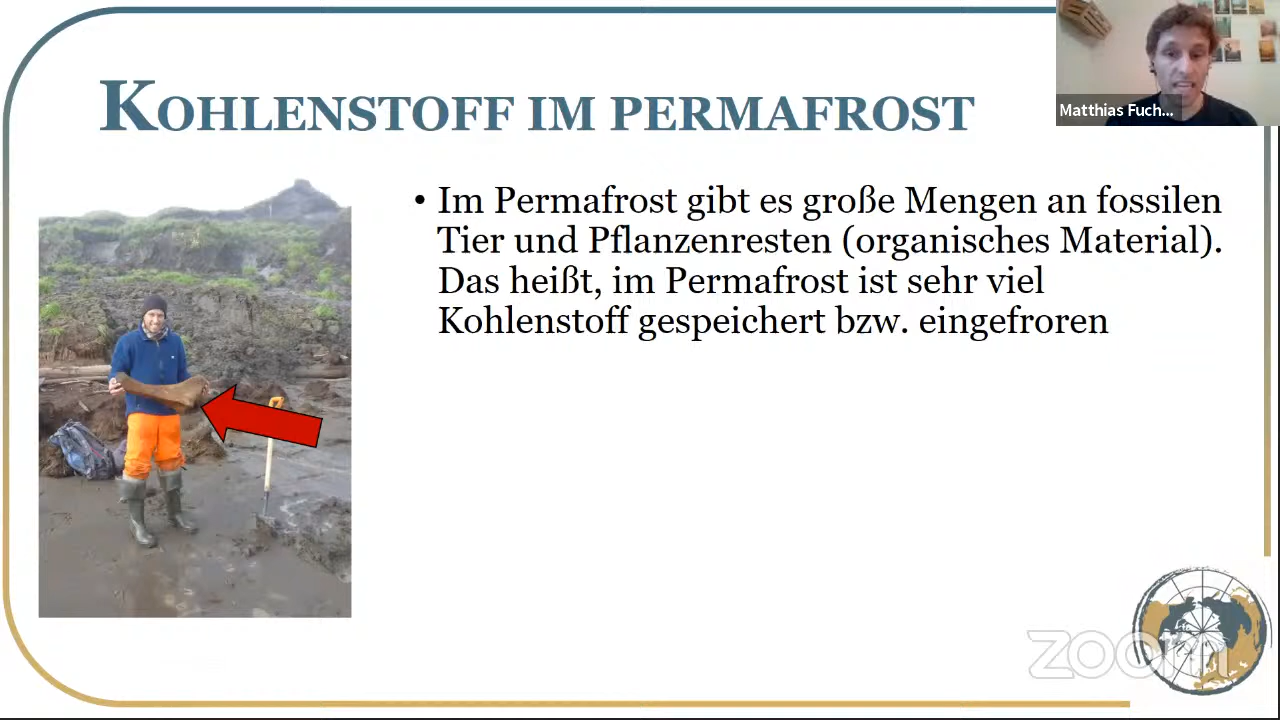 KOHLENSTOFF IM PERMAFROST
Matthias Fuch...
• Im Permafrost gibt es große Mengen an fossilen
Tier und Pflanzenresten (organisches Material).
Das heißt, im Permafrost ist sehr viel
Kohlenstoff gespeichert bzw. eingefroren
zoom